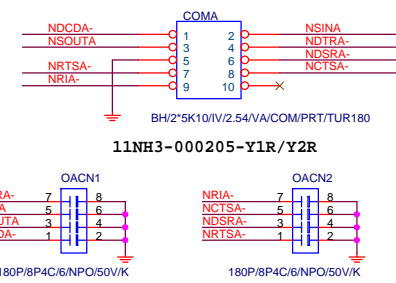 COMA
NDCDA- 1 2 NSINA
NSOUTA 3 4 NDTRA-
5 6 NDSRA-
NRTSA- 7 8 NCTSA-
NRIA- 9 10
BH/2*5K10/IV/2.54/VA/COM/PRT/TUR180
11NH3-000205-Y1R/Y2R
OACN1 OACN2
RA- 7 8 NRIA- 7 8
A 5 6 NCTSA- 5 6
UTA 3 4 NDSRA- 3 4
DA- 1 2 NRTSA- 1 2
180P/8P4C/6/NPO/50V/K 180P/8P4C/6/NPO/50V/K